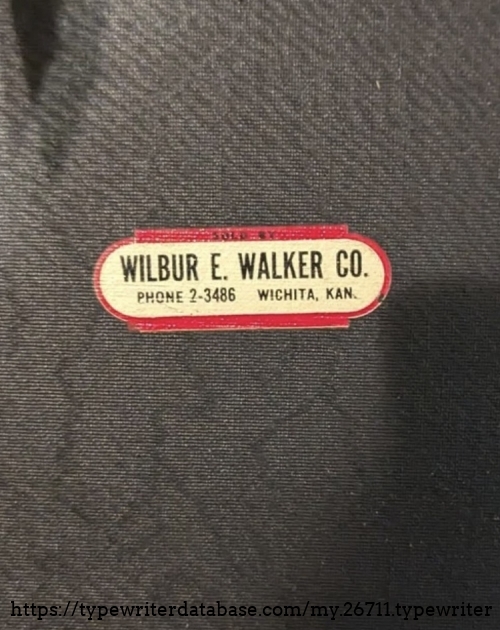 SOLD BY
WILBUR E. WALKER CO.
PHONE 2-3486 WICHITA, KAN.
https://typewriterdatabase.com/my.26711.typewriter